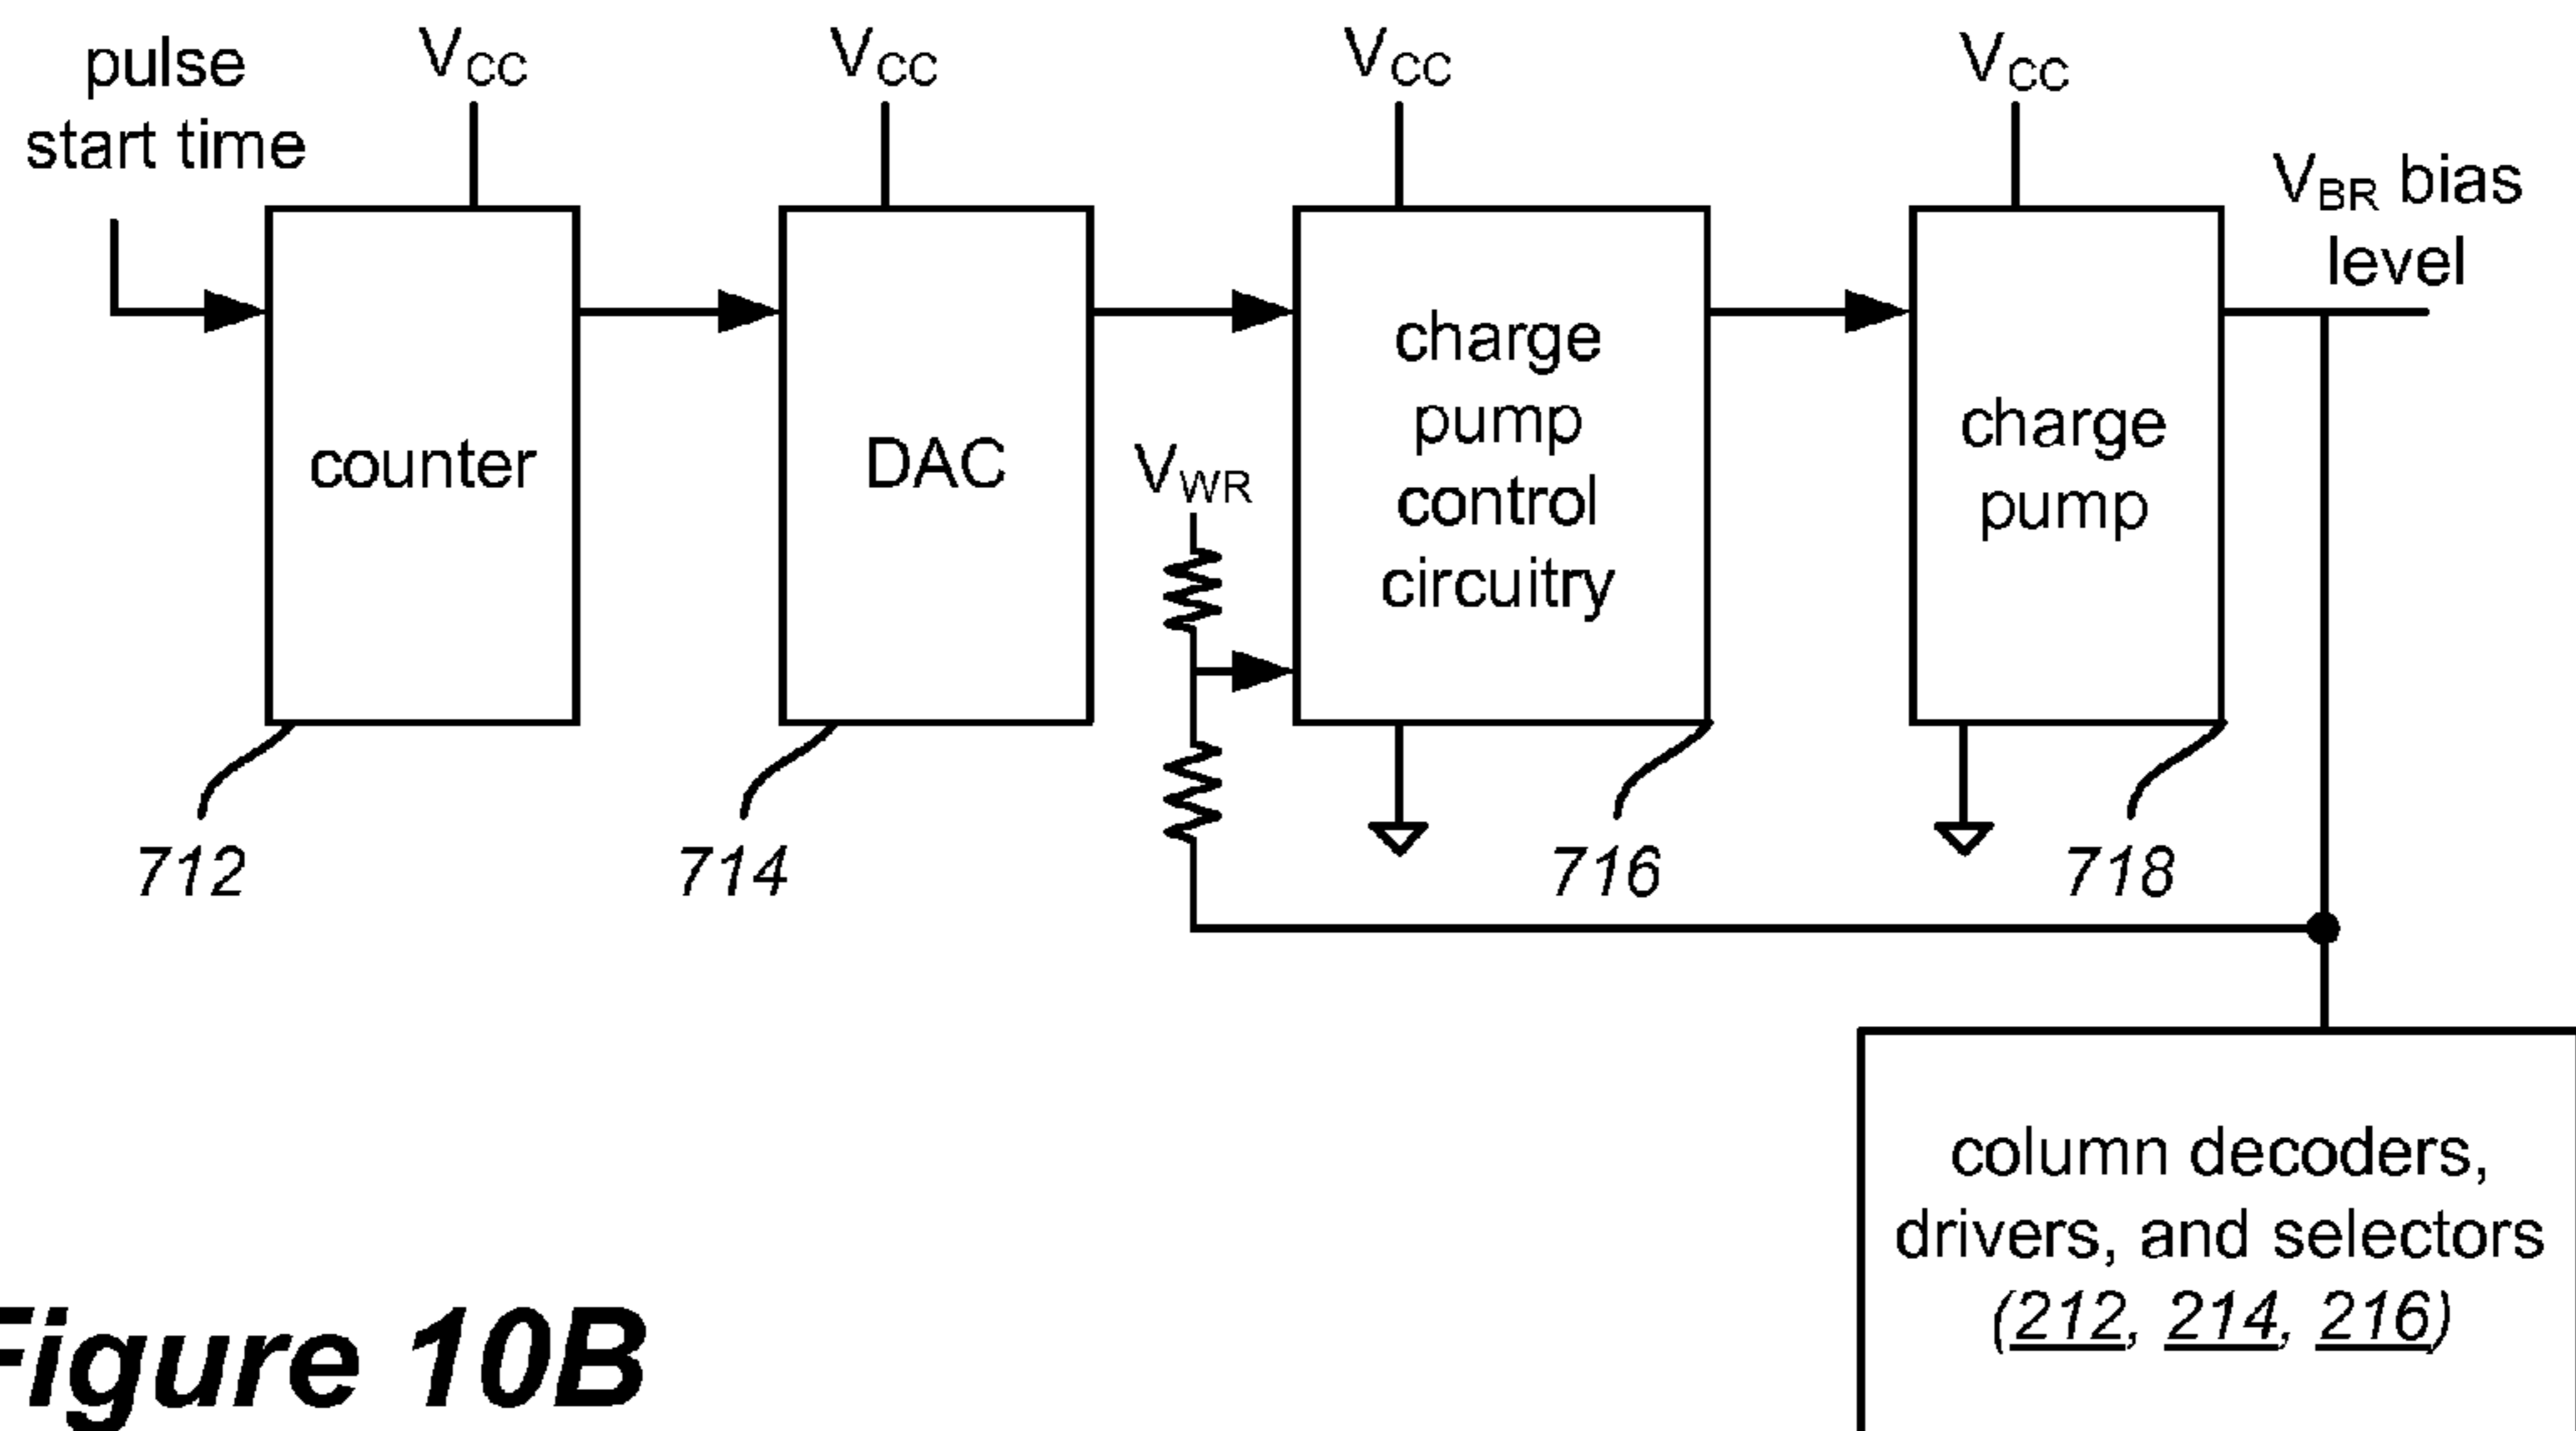 pulse
start time
VCC
VCC
VCC
VCC
VBR bias
level
counter
DAC
VWR
charge
pump
control
circuitry
charge
pump
712
714
716
718
column decoders,
drivers, and selectors
(212, 214, 216)
Figure 10B